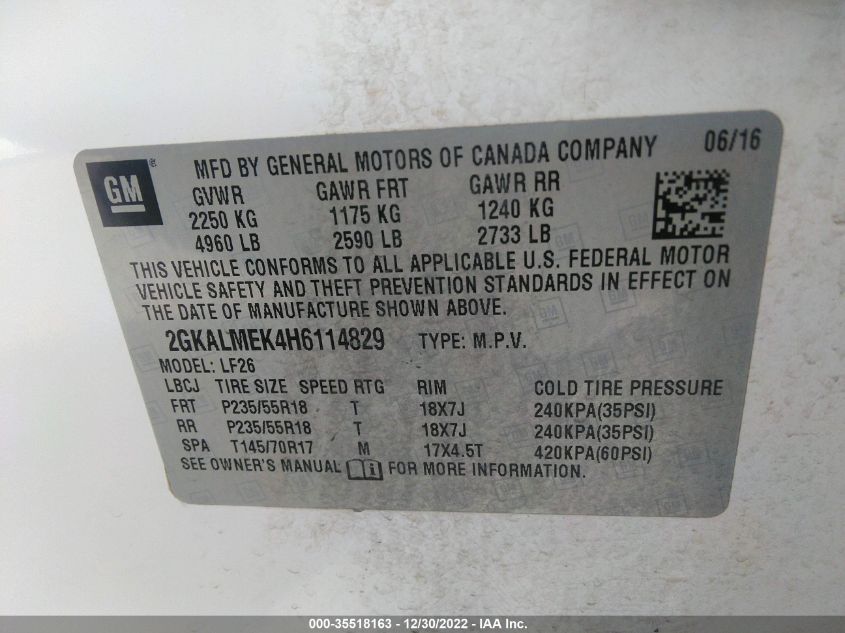 GM ® MFD BY GENERAL MOTORS OF CANADA COMPANY 06/16
GVWR GAWR FRT GAWR RR
2250 KG 1175 KG 1240 KG
4960 LB 2590 LB 2733 LB
THIS VEHICLE CONFORMS TO ALL APPLICABLE U.S. FEDERAL MOTOR
VEHICLE SAFETY AND THEFT PREVENTION STANDARDS IN EFFECT ON
THE DATE OF MANUFACTURE SHOWN ABOVE.
2GKALMEK4H6114829 TYPE: M.P.V.
MODEL: LF26
LBCJ TIRE SIZE SPEED RTG RIM COLD TIRE PRESSURE
FRT P235/55R18 T 18X7J 240KPA(35PSI)
RR P235/55R18 T 18X7J 240KPA(35PSI)
SPA T145/70R17 M 17X4.5T 420KPA(60PSI)
SEE OWNER'S MANUAL i FOR MORE INFORMATION.
000-35518163 - 12/30/2022 - IAA Inc.